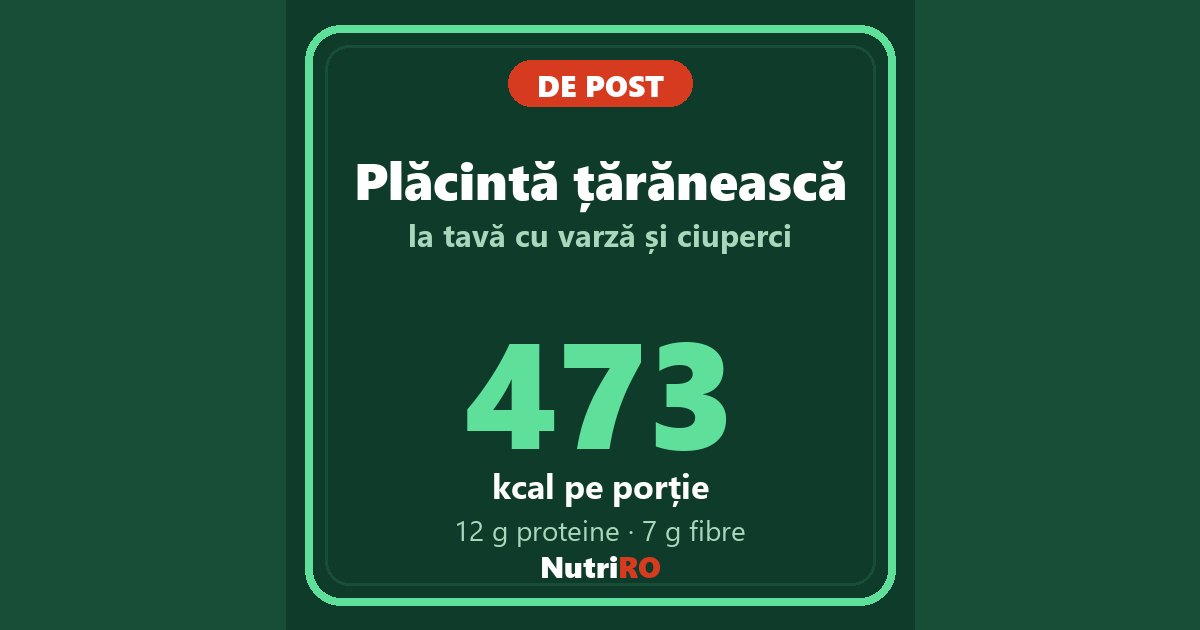 DE POST
Plăcintă țărănească
la tavă cu varză și ciuperci
473
kcal pe porție
12 g proteine · 7 g fibre
NutriRO